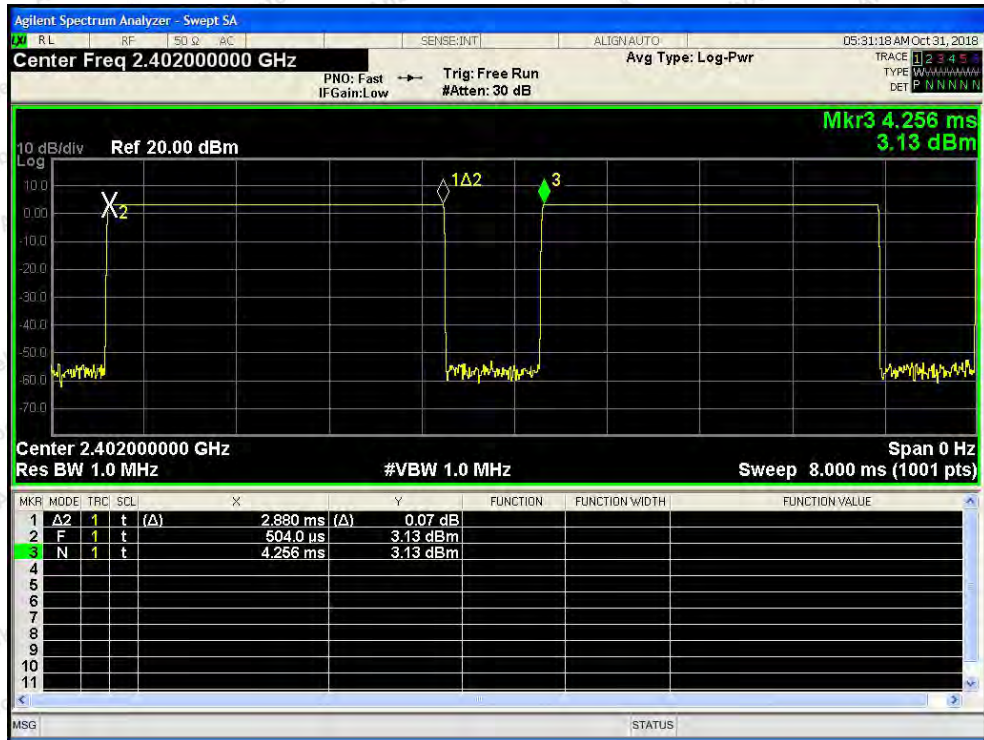 Agilent Spectrum Analyzer - Swept SA
LXI RL RF 50 Ω AC SENSE:INT ALIGNAUTO 05:31:18 AM Oct 31, 2018
Center Freq 2.402000000 GHz Avg Type: Log-Pwr TRACE 1 2 3 4 5 6
PNO: Fast Trig: Free Run TYPE WWWWWW
IFGain:Low #Atten: 30 dB DET P N N N N N
Mkr3 4.256 ms
10 dB/div Ref 20.00 dBm 3.13 dBm
Log
10.0 1Δ2 3
0.00 X2
-10.0
-20.0
-30.0
-40.0
-50.0
-60.0
-70.0
Center 2.402000000 GHz Span 0 Hz
Res BW 1.0 MHz #VBW 1.0 MHz Sweep 8.000 ms (1001 pts)
MKR MODE TRC SCL X Y FUNCTION FUNCTION WIDTH FUNCTION VALUE
1 Δ2 1 t (Δ) 2.880 ms (Δ) 0.07 dB
2 F 1 t 504.0 µs 3.13 dBm
3 N 1 t 4.256 ms 3.13 dBm
4
5
6
7
8
9
10
11
MSG STATUS